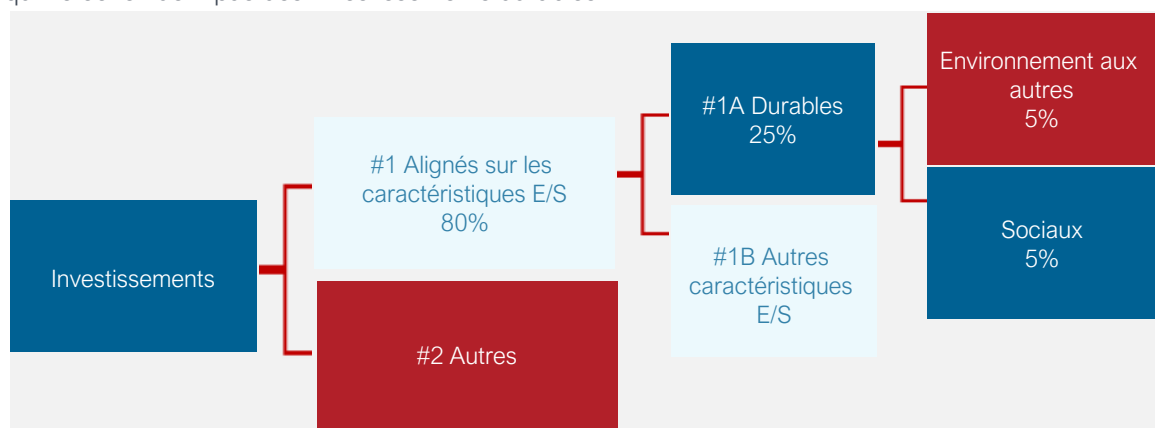 Investissements
#1 Alignés sur les
caractéristiques E/S
80%
#2 Autres
#1A Durables
25%
#1B Autres
caractéristiques
E/S
Environnement aux
autres
5%
Sociaux
5%